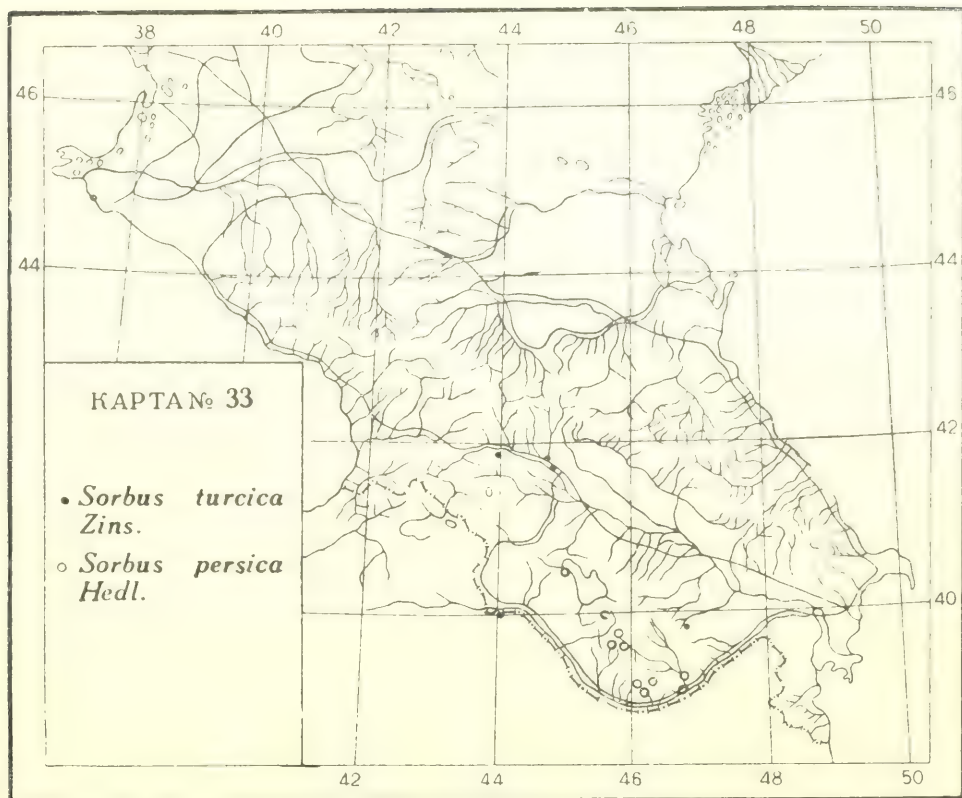 38 40 42 44 46 48 50
46 46
44 44
КАРТА № 33
42
• Sorbus turcica
Zins.
○ Sorbus persica
Hedl.
40
42 44 46 48 50